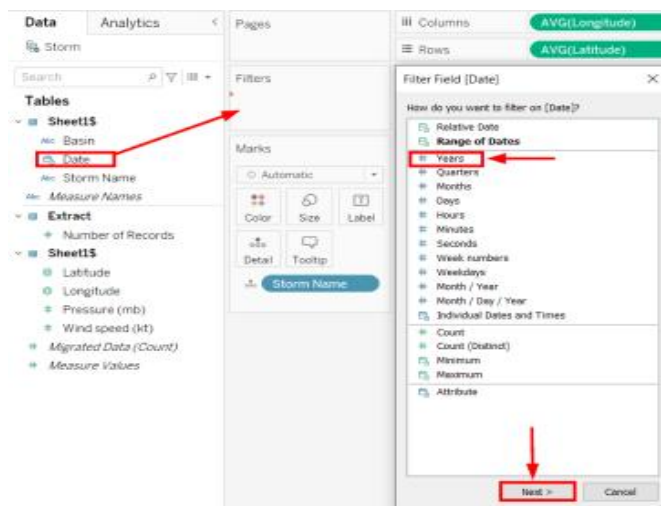 Data Analytics <
Storm
Search
Tables
Sheet1$
Abc Basin
Date
Abc Storm Name
Abc Measure Names
Extract
# Number of Records
Sheet1$
Latitude
Longitude
# Pressure (mb)
# Wind speed (kt)
# Migrated Data (Count)
# Measure Values
Pages
Filters
Marks
Automatic
Color Size Label
Detail Tooltip
Storm Name
iii Columns AVG(Longitude)
Rows AVG(Latitude)
Filter Field [Date] ×
How do you want to filter on [Date]?
Relative Date
Range of Dates
# Years
# Quarters
# Months
# Days
# Hours
# Minutes
# Seconds
# Week numbers
# Weekdays
# Month / Year
# Month / Day / Year
Individual Dates and Times
# Count
# Count (Distinct)
Minimum
Maximum
Attribute
Next > Cancel